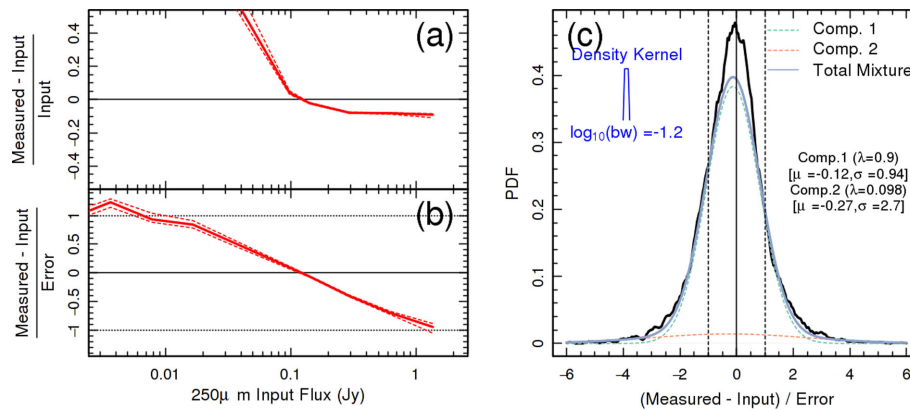 (a)
Measured - Input
Input
0.4
0.2
0
-0.2
-0.4
(b)
Measured - Input
Error
1
0.5
0
-0.5
-1
0.01
0.1
1
250μ m Input Flux (Jy)
(c)
Density Kernel
log10(bw) =-1.2
Comp. 1
Comp. 2
Total Mixture
Comp.1 (λ=0.9)
[μ =-0.12,σ =0.94]
Comp.2 (λ=0.098)
[μ =-0.27,σ =2.7]
PDF
0.4
0.3
0.2
0.1
0
-6
-4
-2
0
2
4
6
(Measured - Input) / Error